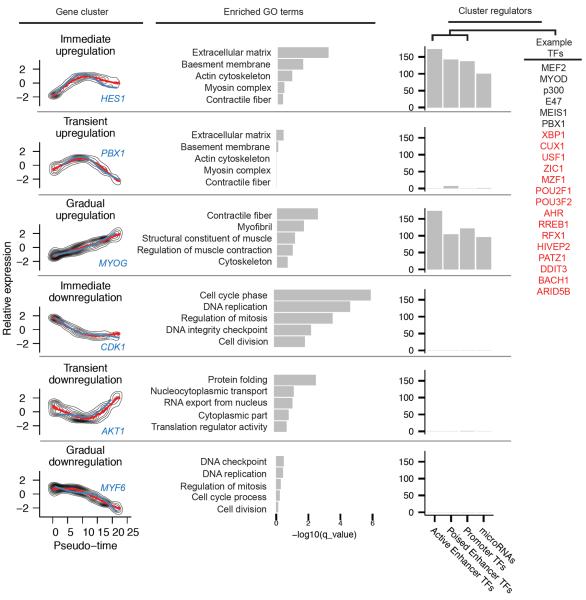 Gene cluster
Enriched GO terms
Cluster regulators
Example
TFs
MEF2
MYOD
p300
E47
MEIS1
PBX1
XBP1
CUX1
USF1
ZIC1
MZF1
POU2F1
POU3F2
AHR
RREB1
RFX1
HIVEP2
PATZ1
DDIT3
BACH1
ARID5B
Relative expression
Immediate
upregulation
2
0
−2
HES1
Extracellular matrix
Baesment membrane
Actin cytoskeleton
Myosin complex
Contractile fiber
150
100
50
0
Transient
upregulation
2
0
−2
PBX1
Extracellular matrix
Basement membrane
Actin cytoskeleton
Myosin complex
Contractile fiber
150
100
50
0
Gradual
upregulation
2
0
−2
MYOG
Contractile fiber
Myofibril
Structural constituent of muscle
Regulation of muscle contraction
Cytoskeleton
150
100
50
0
Immediate
downregulation
2
0
−2
CDK1
Cell cycle phase
DNA replication
Regulation of mitosis
DNA integrity checkpoint
Cell division
150
100
50
0
Transient
downregulation
2
0
−2
AKT1
Protein folding
Nucleocytoplasmic transport
RNA export from nucleus
Cytoplasmic part
Translation regulator activity
150
100
50
0
Gradual
downregulation
2
0
−2
MYF6
DNA checkpoint
DNA replication
Regulation of mitosis
Cell cycle process
Cell division
150
100
50
0
0 5 10 15 20 25
Pseudo−time
0 2 4 6
−log10(q_value)
Active Enhancer TFs
Poised Enhancer TFs
Promoter TFs
microRNAs